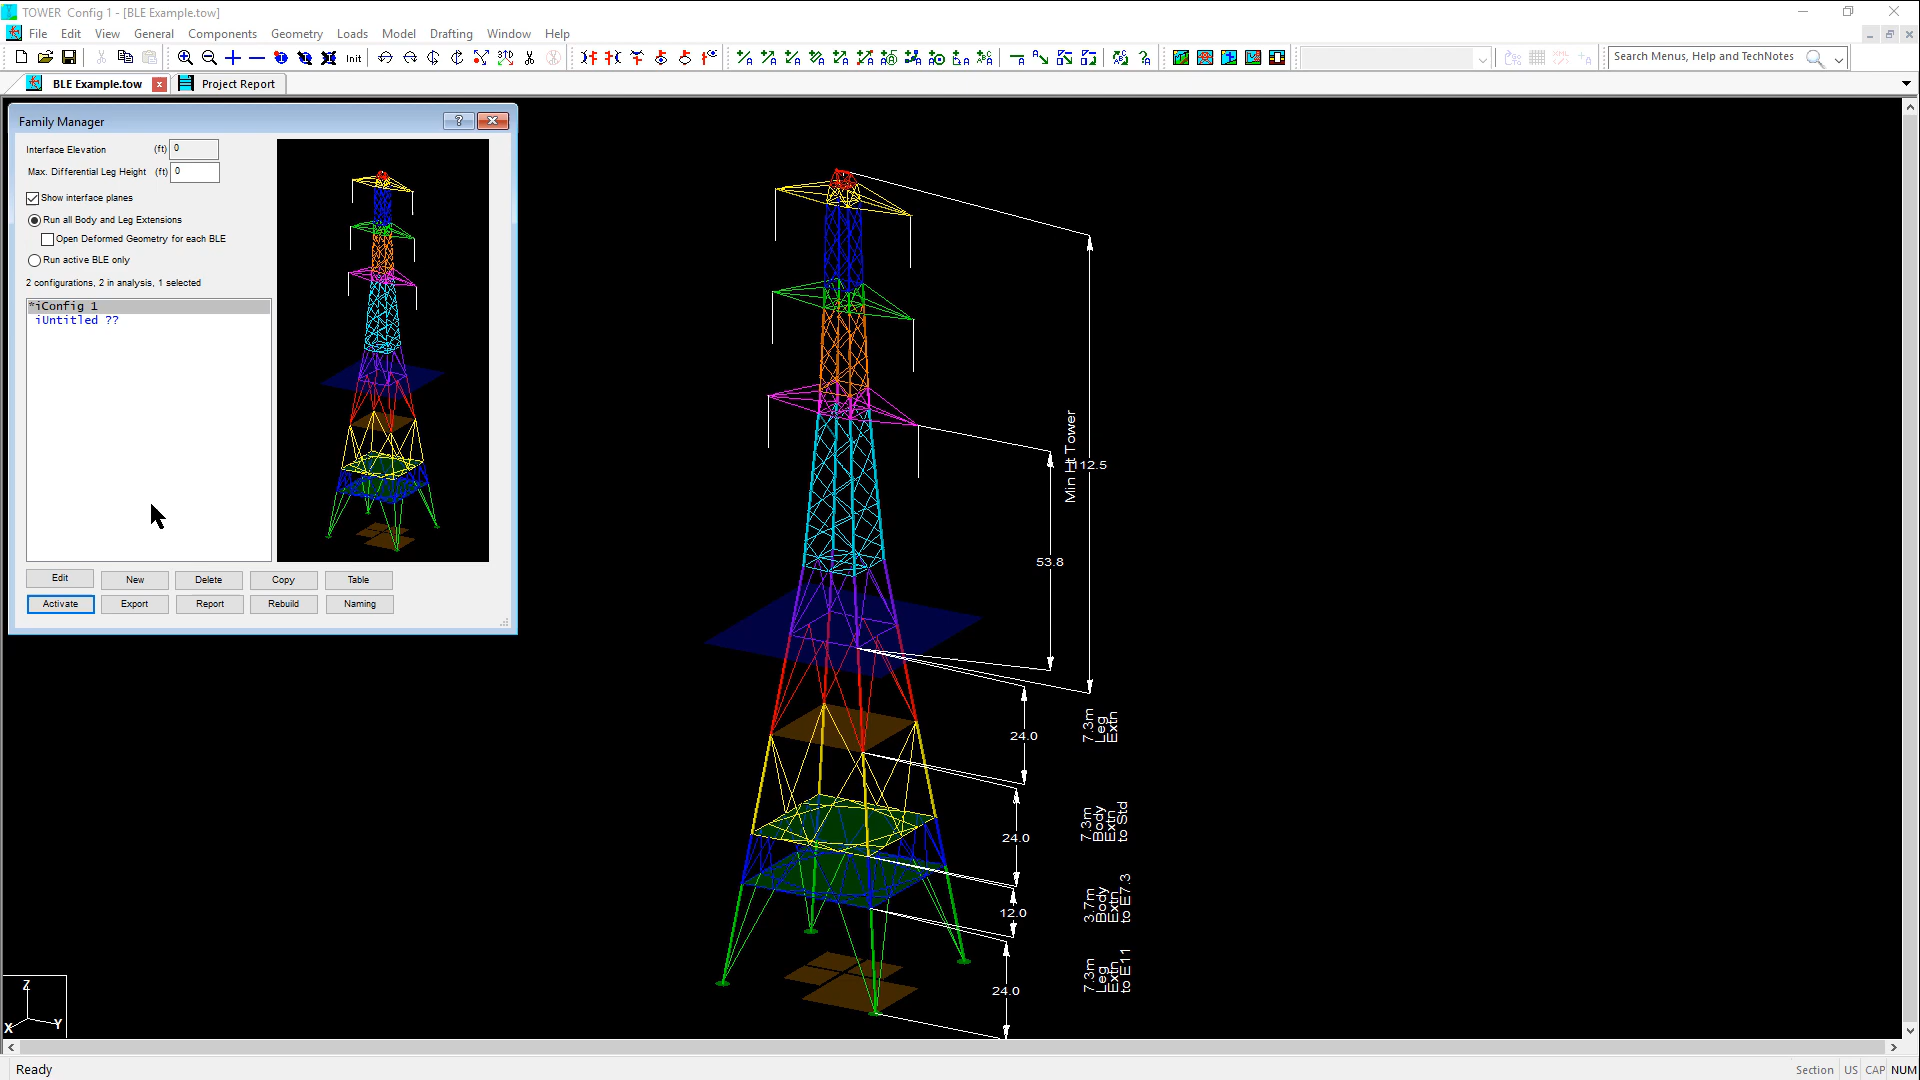 TOWER Config 1 - [BLE Example.tow]
File Edit View General Components Geometry Loads Model Drafting Window Help
Init
Search Menus, Help and TechNotes
BLE Example.tow
Project Report
Family Manager
Interface Elevation (ft) 0
Max. Differential Leg Height (ft) 0
Show interface planes
Run all Body and Leg Extensions
Open Deformed Geometry for each BLE
Run active BLE only
2 configurations, 2 in analysis, 1 selected
*iConfig 1
iUntitled ??
Edit New Delete Copy Table
Activate Export Report Rebuild Naming
Min Ht Tower
112.5
53.8
24.0
7.3m
Leg
Extn
24.0
7.3m
Body
Extn
to Std
12.0
3.7m
Body
Extn
to E7.3
24.0
7.3m
Leg
Extn
to E11
Z
X
Y
Ready
Section US CAP NUM